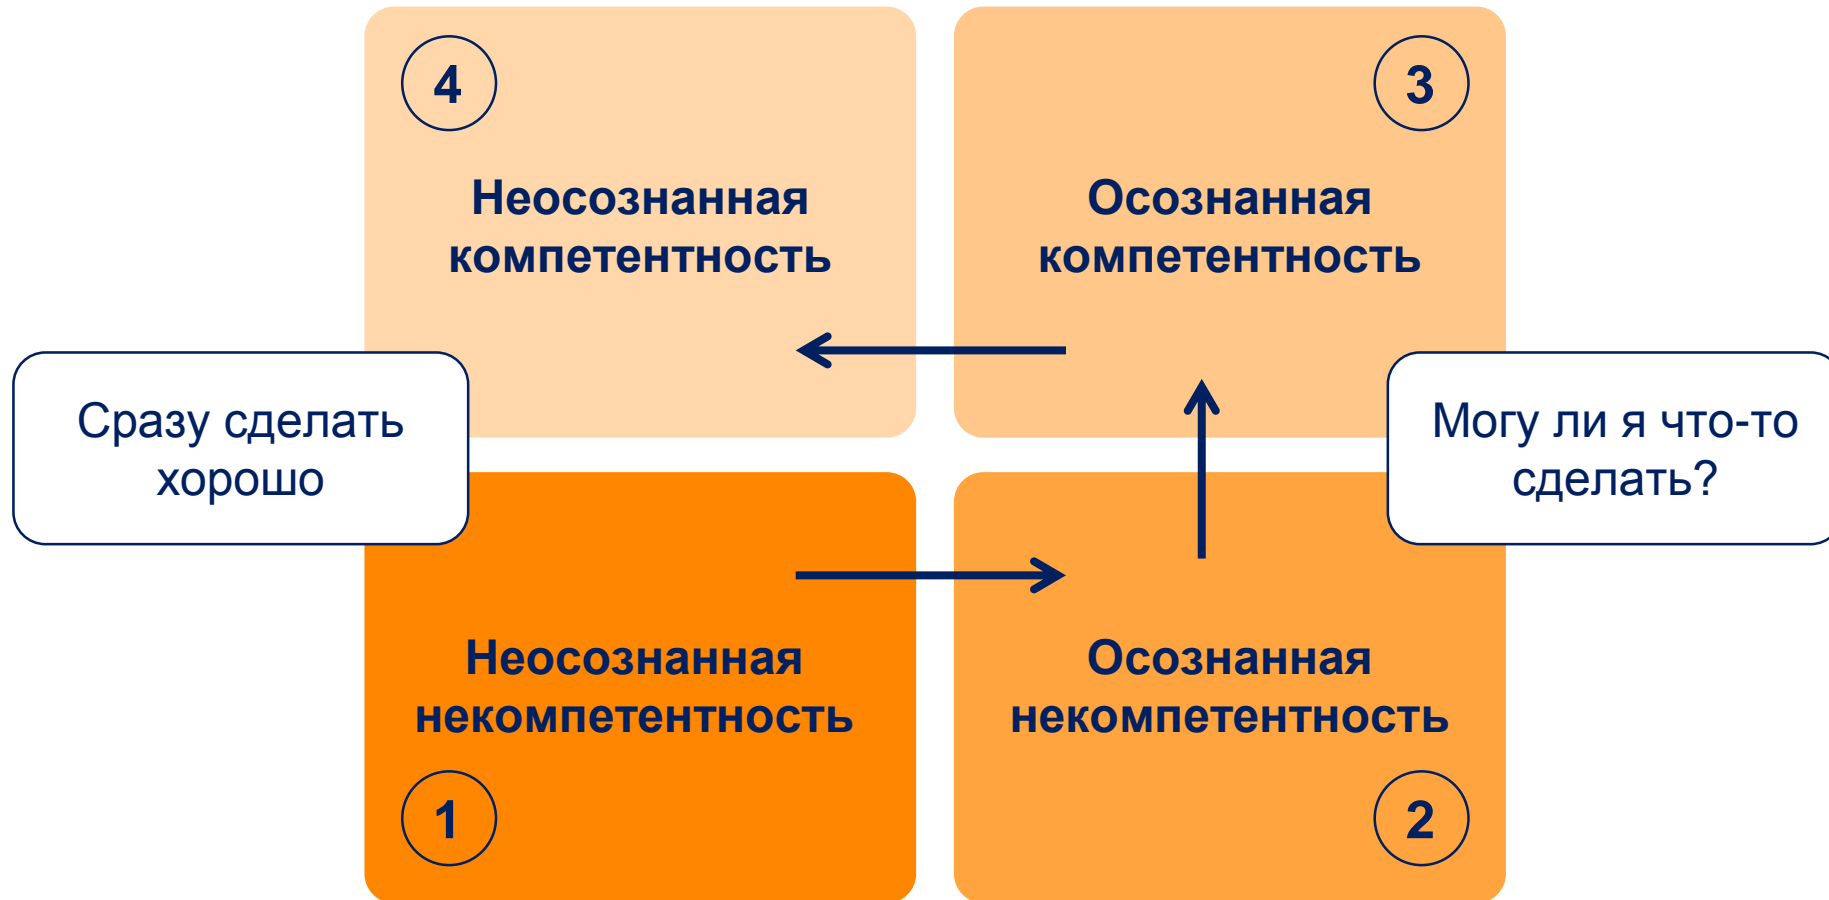 4
Неосознанная
компетентность
3
Осознанная
компетентность
Сразу сделать
хорошо
Могу ли я что-то
сделать?
Неосознанная
некомпетентность
1
Осознанная
некомпетентность
2